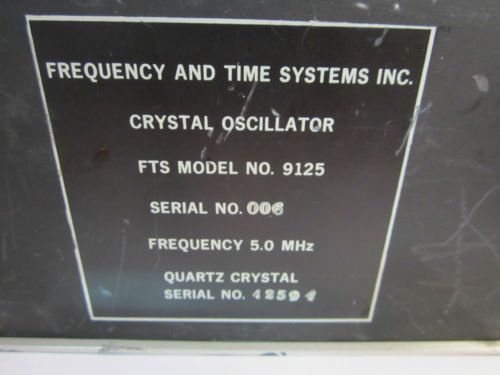 FREQUENCY AND TIME SYSTEMS INC.
CRYSTAL OSCILLATOR
FTS MODEL NO. 9125
SERIAL NO. 006
FREQUENCY 5.0 MHz
QUARTZ CRYSTAL
SERIAL NO. 42594